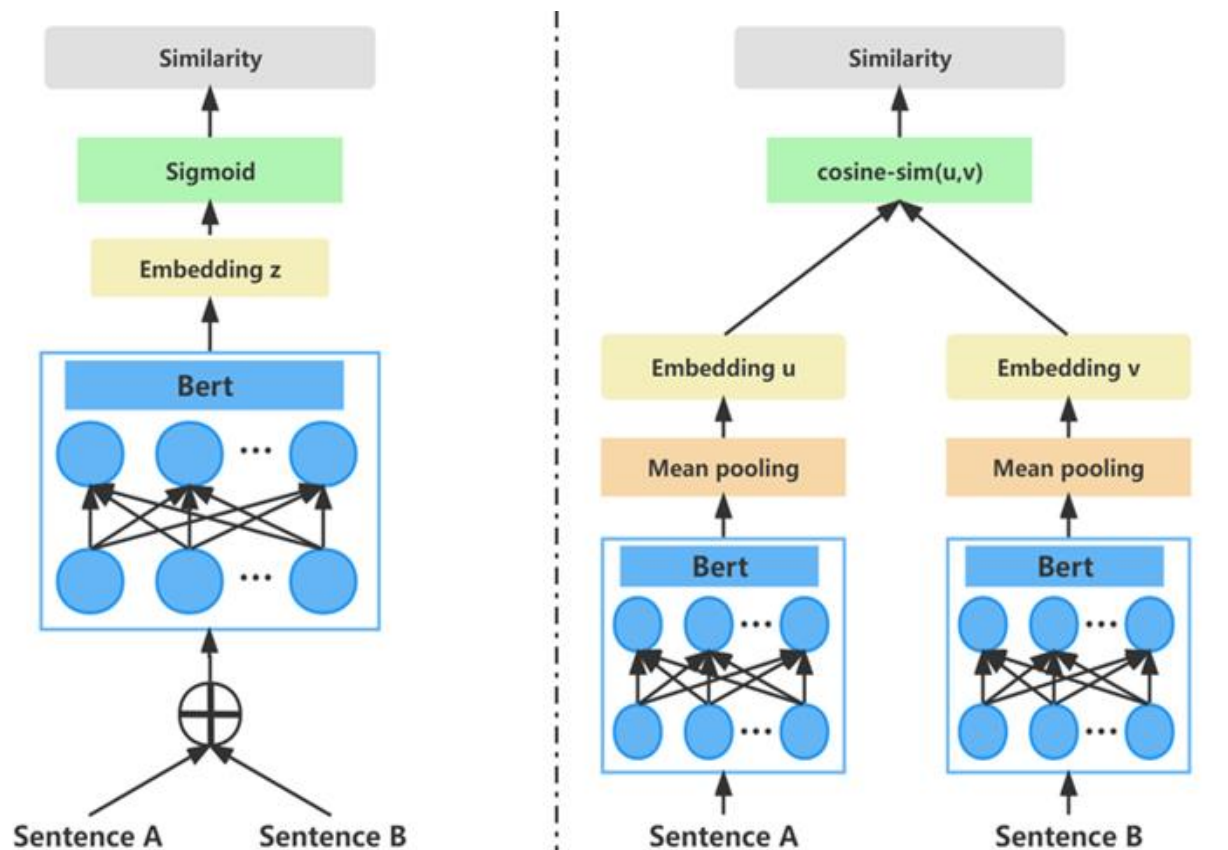 Similarity
Sigmoid
Embedding z
Bert
...
...
Sentence A
Sentence B
Similarity
cosine-sim(u,v)
Embedding u
Embedding v
Mean pooling
Mean pooling
Bert
Bert
...
...
...
...
Sentence A
Sentence B